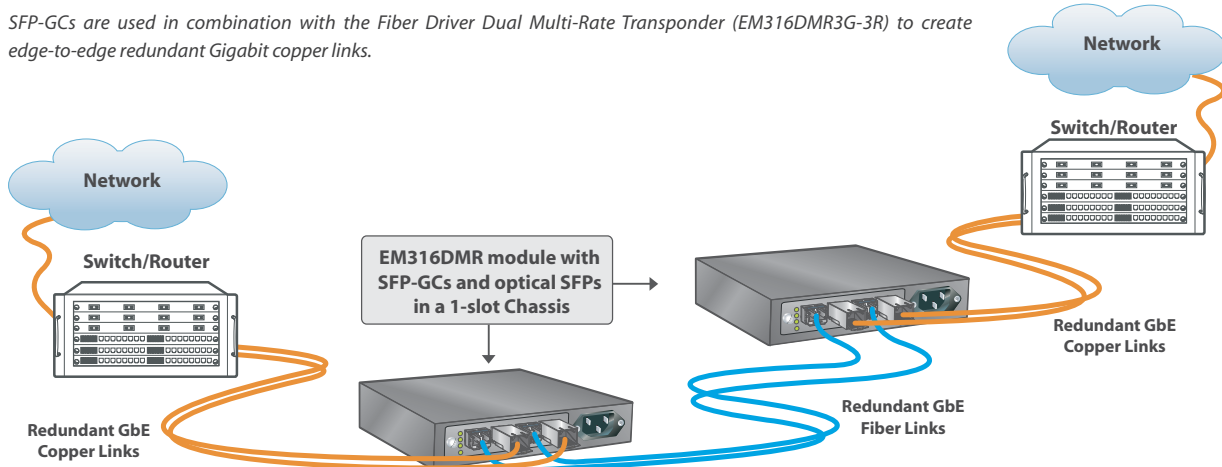 SFP-GCs are used in combination with the Fiber Driver Dual Multi-Rate Transponder (EM316DMR3G-3R) to create
edge-to-edge redundant Gigabit copper links.
Network
Switch/Router
Network
Switch/Router
EM316DMR module with
SFP-GCs and optical SFPs
in a 1-slot Chassis
Redundant GbE
Copper Links
Redundant GbE
Fiber Links
Redundant GbE
Copper Links